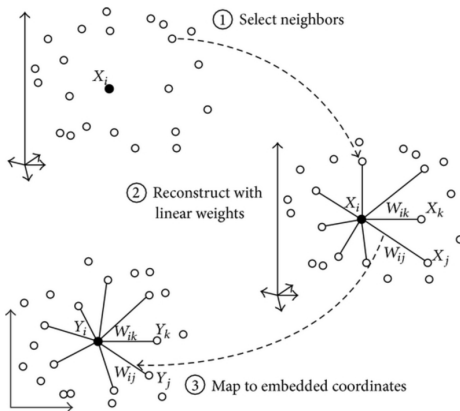 ① Select neighbors
X_i
② Reconstruct with
linear weights
X_i
W_ik
X_k
W_ij
X_j
Y_i
W_ik
Y_k
W_ij
Y_j
③ Map to embedded coordinates